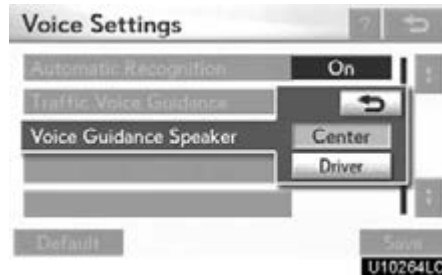 Voice Settings
?
Automatic Recognition
On
Traffic Voice Guidance
Voice Guidance Speaker
Center
Driver
Default
Save
U10264LC